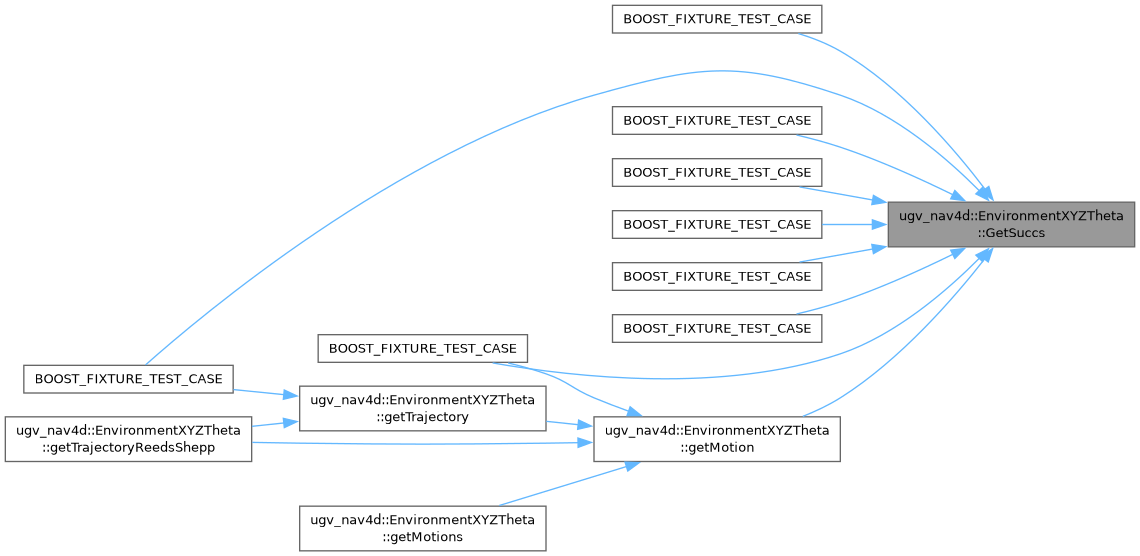 BOOST_FIXTURE_TEST_CASE
BOOST_FIXTURE_TEST_CASE
BOOST_FIXTURE_TEST_CASE
ugv_nav4d::EnvironmentXYZTheta
::GetSuccs
BOOST_FIXTURE_TEST_CASE
BOOST_FIXTURE_TEST_CASE
BOOST_FIXTURE_TEST_CASE
BOOST_FIXTURE_TEST_CASE
BOOST_FIXTURE_TEST_CASE
ugv_nav4d::EnvironmentXYZTheta
::getTrajectory
ugv_nav4d::EnvironmentXYZTheta
::getTrajectoryReedsShepp
ugv_nav4d::EnvironmentXYZTheta
::getMotion
ugv_nav4d::EnvironmentXYZTheta
::getMotions